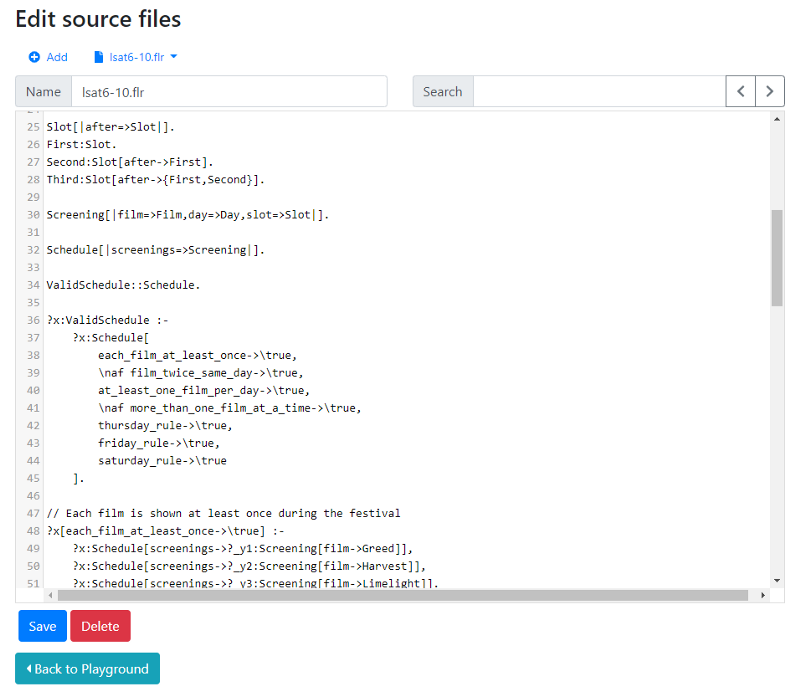 Edit source files
Add lsat6-10.flr
Name lsat6-10.flr Search
25 Slot[|after=>Slot|].
26 First:Slot.
27 Second:Slot[after->First].
28 Third:Slot[after->{First,Second}].
29
30 Screening[|film=>Film,day=>Day,slot=>Slot|].
31
32 Schedule[|screenings=>Screening|].
33
34 ValidSchedule::Schedule.
35
36 ?x:ValidSchedule :-
37 ?x:Schedule[
38 each_film_at_least_once->\true,
39 \naf film_twice_same_day->\true,
40 at_least_one_film_per_day->\true,
41 \naf more_than_one_film_at_a_time->\true,
42 thursday_rule->\true,
43 friday_rule->\true,
44 saturday_rule->\true
45 ].
46
47 // Each film is shown at least once during the festival
48 ?x[each_film_at_least_once->\true] :-
49 ?x:Schedule[screenings->?_y1:Screening[film->Greed]],
50 ?x:Schedule[screenings->?_y2:Screening[film->Harvest]],
51 ?x:Schedule[screenings->?_y3:Screening[film->Limelight]].
Save Delete
Back to Playground